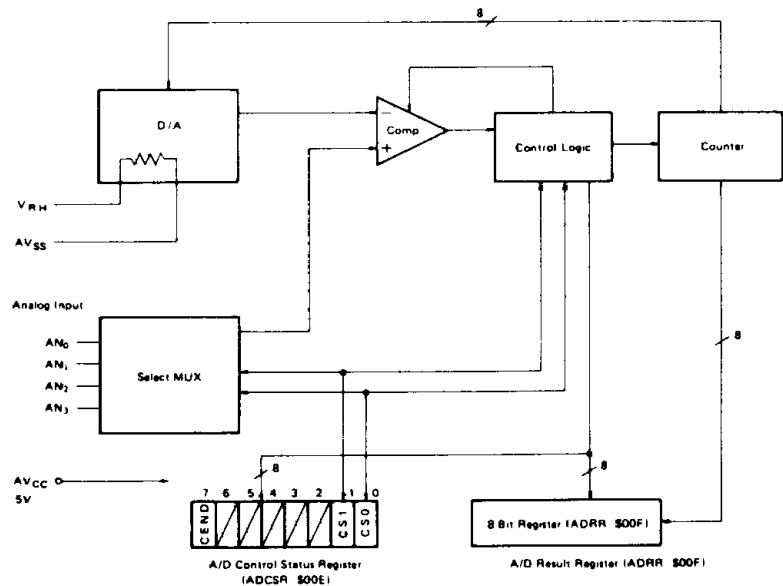 8
D/A
Comp
−
+
Control Logic
Counter
VRH
AVSS
Analog Input
AN0
AN1
AN2
AN3
Select MUX
8
AVCC
5V
8
8
7 6 5 4 3 2 1 0
CEND CS1 CS0
8 Bit Register (ADRR $00F)
A/D Control Status Register
(ADCSR $00E)
A/D Result Register (ADRR $00F)